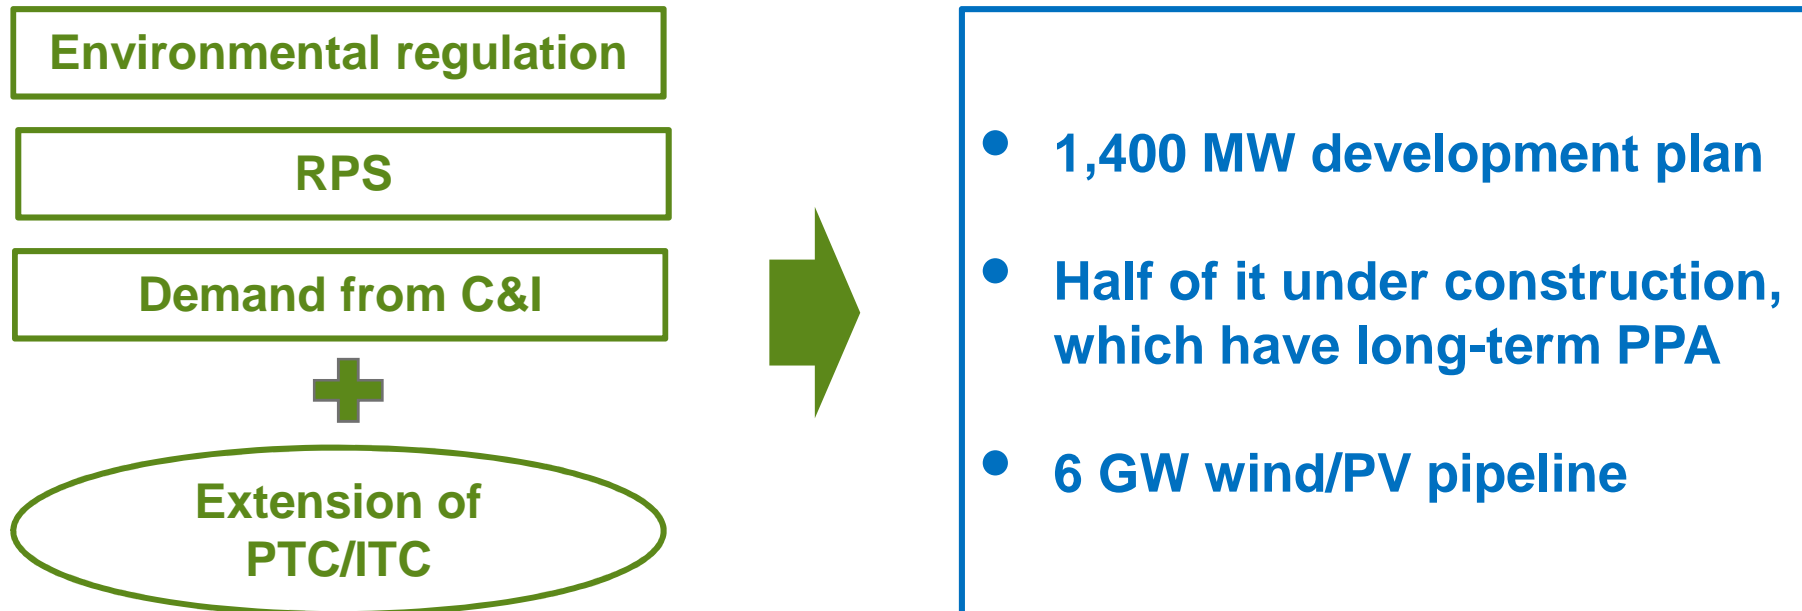 Environmental regulation
RPS
Demand from C&I
Extension of
PTC/ITC
• 1,400 MW development plan
• Half of it under construction,
which have long-term PPA
• 6 GW wind/PV pipeline